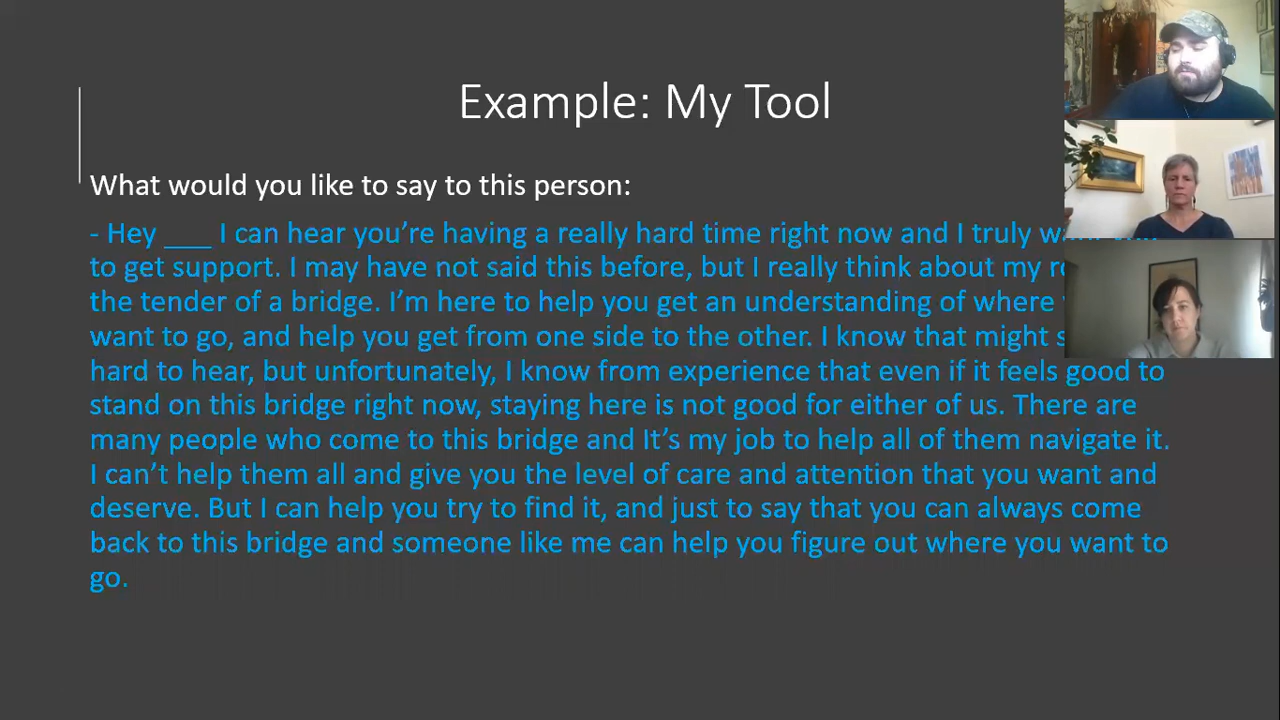 Example: My Tool
What would you like to say to this person:
- Hey ___ I can hear you’re having a really hard time right now and I truly
to get support. I may have not said this before, but I really think about my
the tender of a bridge. I’m here to help you get an understanding of where
want to go, and help you get from one side to the other. I know that might
hard to hear, but unfortunately, I know from experience that even if it feels good to
stand on this bridge right now, staying here is not good for either of us. There are
many people who come to this bridge and It’s my job to help all of them navigate it.
I can’t help them all and give you the level of care and attention that you want and
deserve. But I can help you try to find it, and just to say that you can always come
back to this bridge and someone like me can help you figure out where you want to
go.